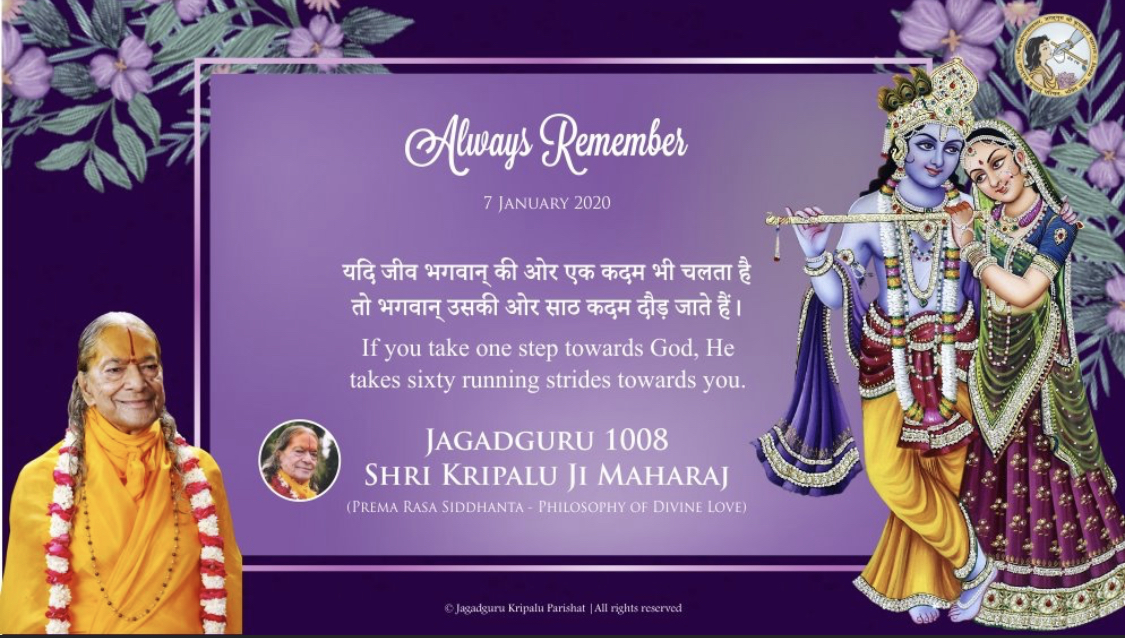 Always Remember
7 January 2020
यदि जीव भगवान् की ओर एक कदम भी चलता है
तो भगवान् उसकी ओर साठ कदम दौड़ जाते हैं।
If you take one step towards God, He
takes sixty running strides towards you.
Jagadguru 1008
Shri Kripalu Ji Maharaj
(Prema Rasa Siddhanta - Philosophy of Divine Love)
© Jagadguru Kripalu Parishat | All rights reserved